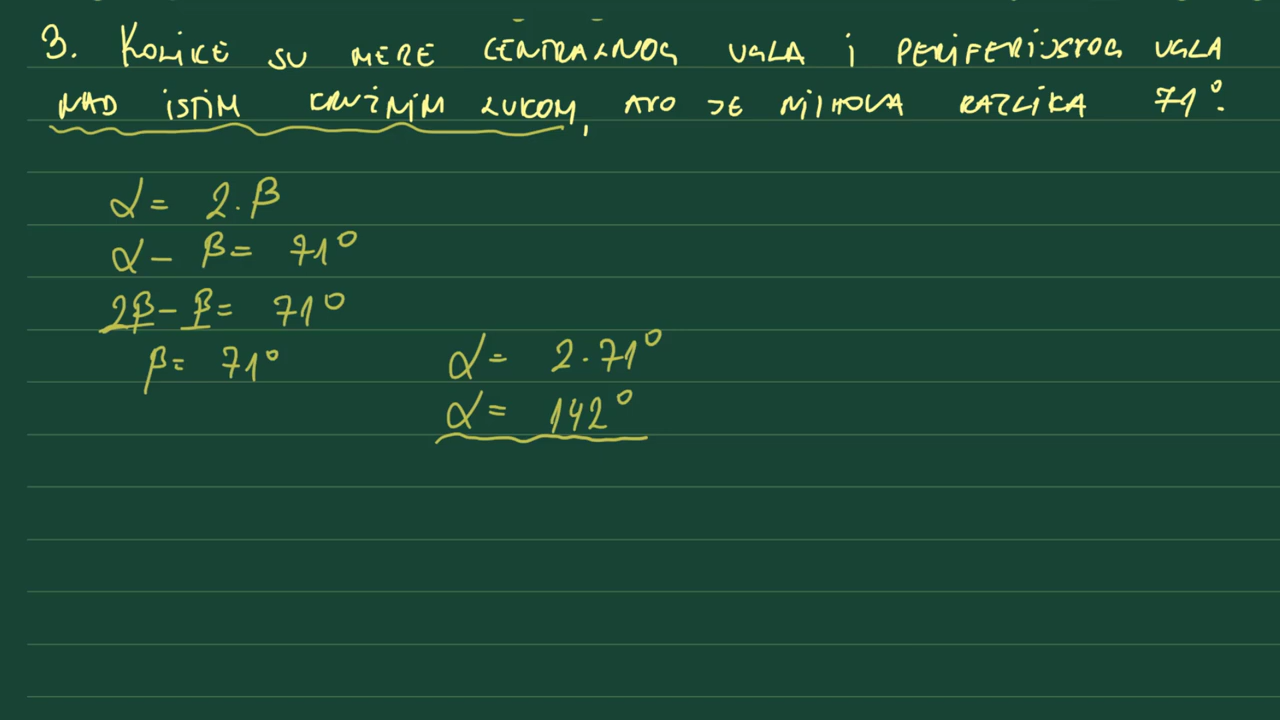 3. KOLIKE SU MERE CENTRALNOG UGLA i PERIFERIJSKOG UGLA
NAD iSTiM KRUŽNIM LUKOM, AKO JE NJIHOVA RAZLIKA 71°.
α = 2·β
α - β = 71°
2β - β = 71°
β = 71°
α = 2·71°
α = 142°